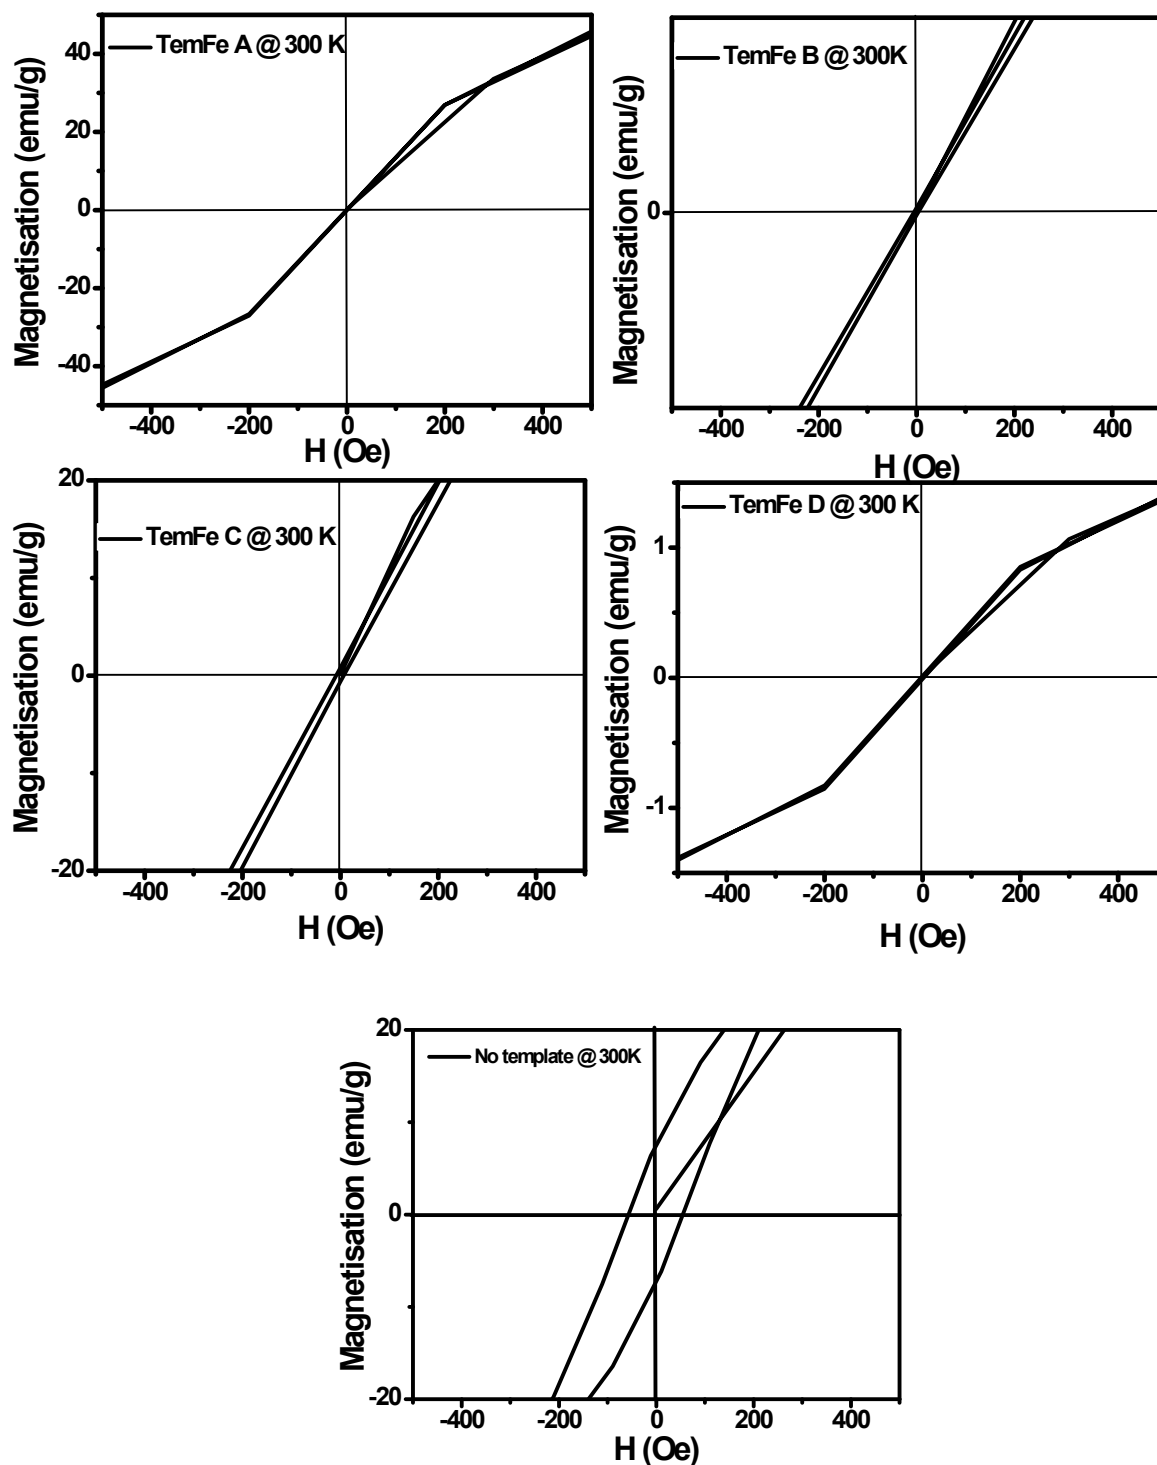 TemFe A @ 300 K
Magnetisation (emu/g)
40
20
0
-20
-40
-400 -200 0 200 400
H (Oe)
TemFe B @ 300K
Magnetisation (emu/g)
0
-400 -200 0 200 400
H (Oe)
TemFe C @ 300 K
Magnetisation (emu/g)
20
0
-20
-400 -200 0 200 400
H (Oe)
TemFe D @ 300 K
Magnetisation (emu/g)
1
0
-1
-400 -200 0 200 400
H (Oe)
No template @ 300K
Magnetisation (emu/g)
20
0
-20
-400 -200 0 200 400
H (Oe)